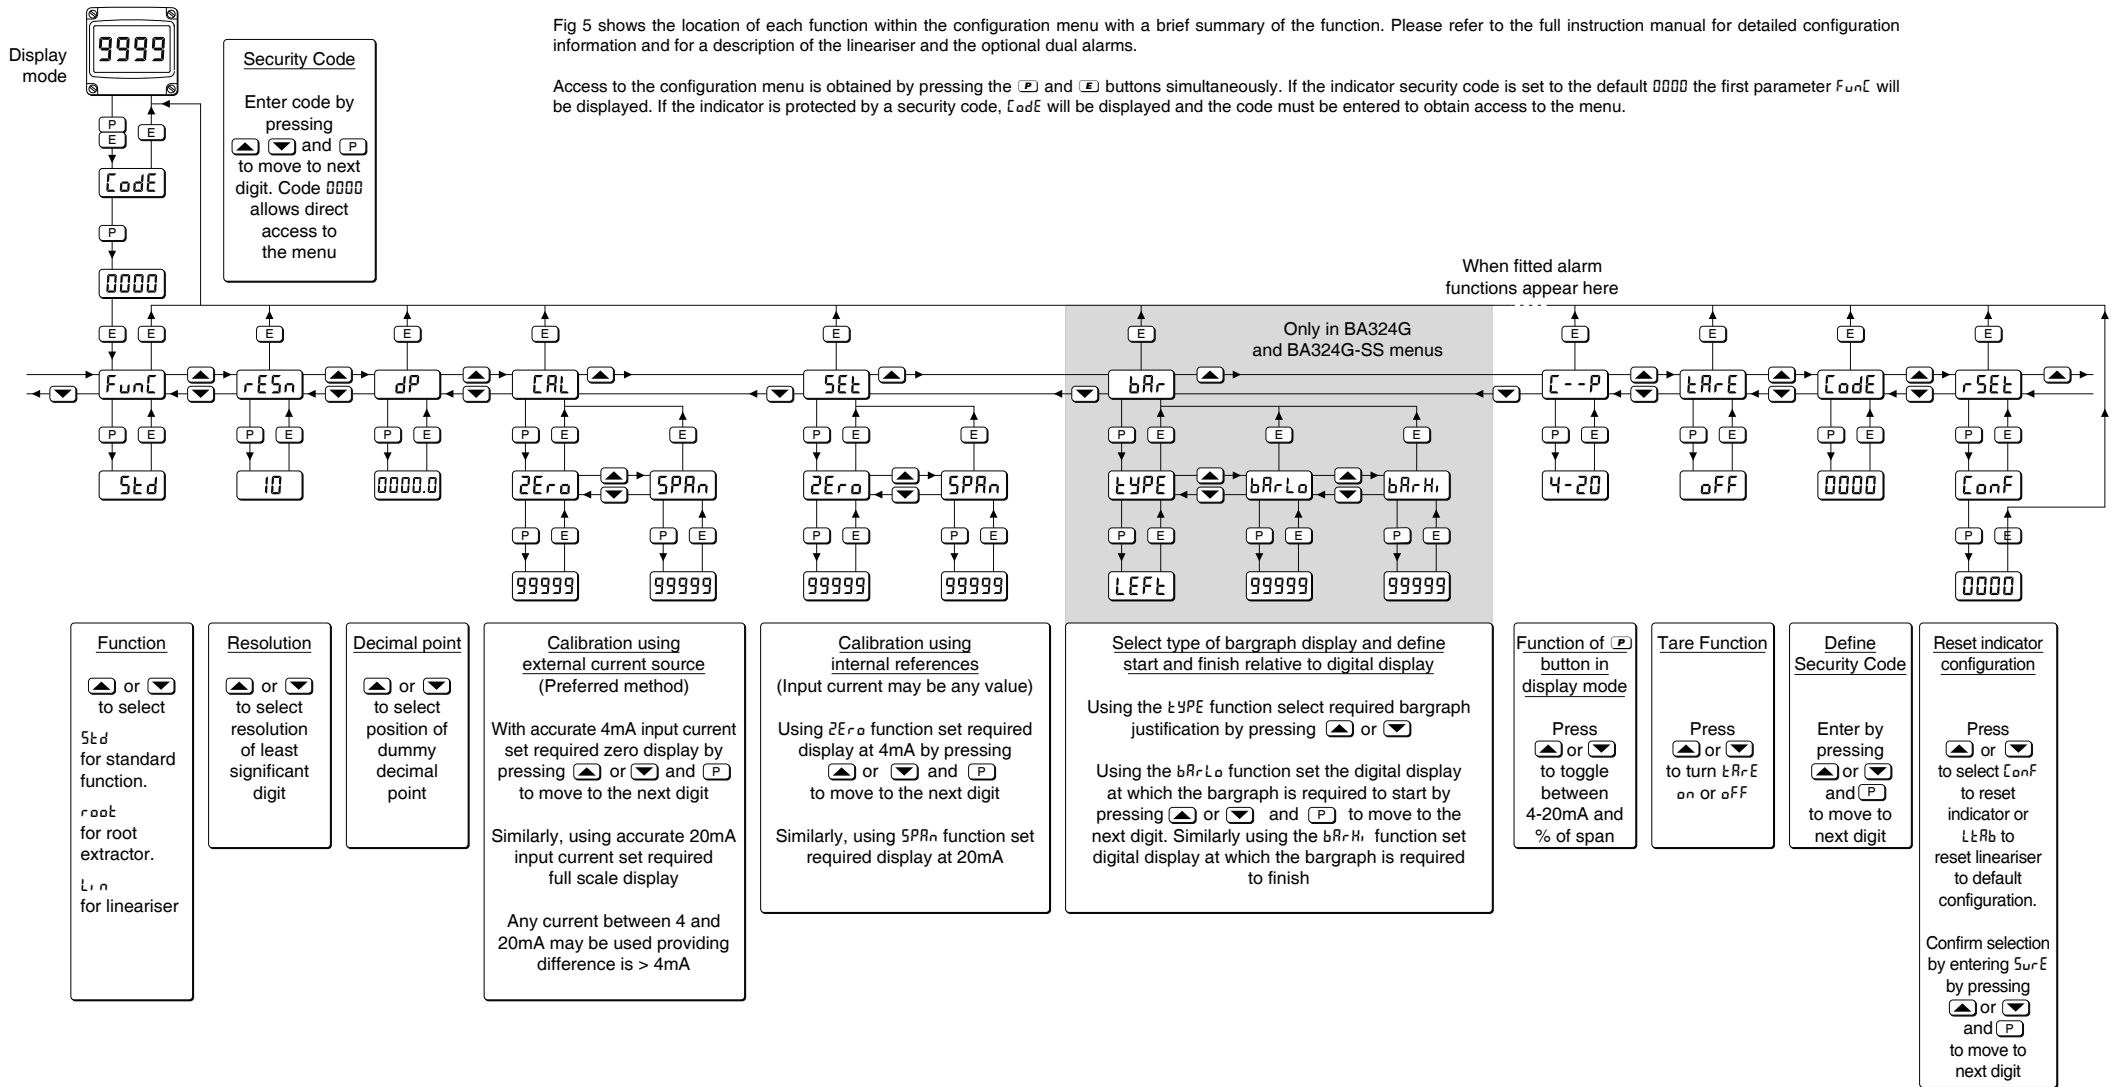 Fig 5 shows the location of each function within the configuration menu with a brief summary of the function. Please refer to the full instruction manual for detailed configuration
information and for a description of the lineariser and the optional dual alarms.
Access to the configuration menu is obtained by pressing the P and E buttons simultaneously. If the indicator security code is set to the default 0000 the first parameter FunC will
be displayed. If the indicator is protected by a security code, CodE will be displayed and the code must be entered to obtain access to the menu.
Display
mode
9999
P
E
E
CodE
P
0000
Security Code
Enter code by
pressing
▲ ▼ and P
to move to next
digit. Code 0000
allows direct
access to
the menu
When fitted alarm
functions appear here
Only in BA324G
and BA324G-SS menus
E E E E E E E E E E E
▼ FunC ▲ ▼ rESn ▲ ▼ dP ▲ ▼ CAL ▲ ▼ SEt ▲ ▼ bAr ▲ ▼ C--P ▲ ▼ tArE ▲ ▼ CodE ▲ ▼ rSEt ▲
P E P E P E P E E P E E P E E E P E P E P E P E
Std 10 0000.0 2Ero ▲ ▼ SPAn 2Ero ▲ ▼ SPAn tYPE ▲ ▼ bArLo ▲ ▼ bArHi 4-20 oFF 0000 ConF
P E P E P E P E P E P E P E P E
99999 99999 99999 99999 LEFt 99999 99999 0000
Function
▲ or ▼
to select
Std
for standard
function.
root
for root
extractor.
Lin
for lineariser
Resolution
▲ or ▼
to select
resolution
of least
significant
digit
Decimal point
▲ or ▼
to select
position of
dummy
decimal
point
Calibration using
external current source
(Preferred method)
With accurate 4mA input current
set required zero display by
pressing ▲ or ▼ and P
to move to the next digit
Similarly, using accurate 20mA
input current set required
full scale display
Any current between 4 and
20mA may be used providing
difference is > 4mA
Calibration using
internal references
(Input current may be any value)
Using 2Ero function set required
display at 4mA by pressing
▲ or ▼ and P
to move to the next digit
Similarly, using SPAn function set
required display at 20mA
Select type of bargraph display and define
start and finish relative to digital display
Using the tYPE function select required bargraph
justification by pressing ▲ or ▼
Using the bArLo function set the digital display
at which the bargraph is required to start by
pressing ▲ or ▼ and P to move to the
next digit. Similarly using the bArHi function set
digital display at which the bargraph is required
to finish
Function of P
button in
display mode
Press
▲ or ▼
to toggle
between
4-20mA and
% of span
Tare Function
Press
▲ or ▼
to turn tArE
on or oFF
Define
Security Code
Enter by
pressing
▲ or ▼
and P
to move to
next digit
Reset indicator
configuration
Press
▲ or ▼
to select ConF
to reset
indicator or
LtAb to
reset lineariser
to default
configuration.
Confirm selection
by entering SurE
by pressing
▲ or ▼
and P
to move to
next digit